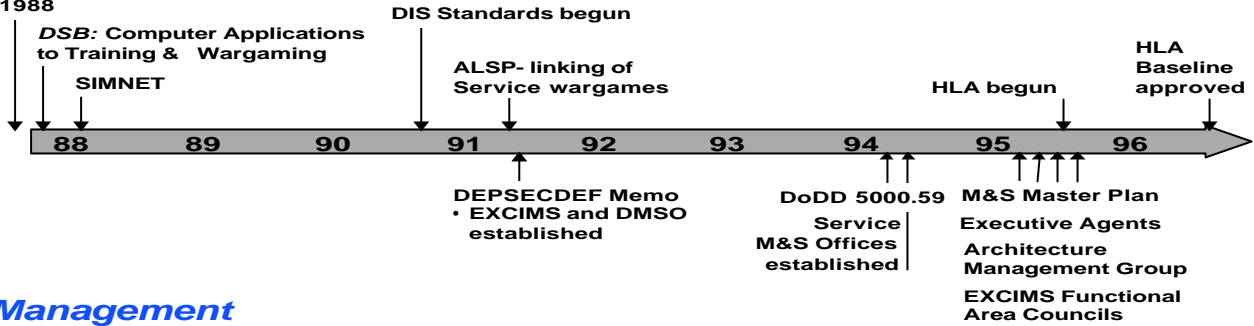 1988
DSB: Computer Applications
to Training & Wargaming
SIMNET
DIS Standards begun
ALSP- linking of
Service wargames
HLA begun
HLA
Baseline
approved
88 89 90 91 92 93 94 95 96
DEPSECDEF Memo
• EXCIMS and DMSO
established
DoDD 5000.59
Service
M&S Offices
established
M&S Master Plan
Executive Agents
Architecture
Management Group
EXCIMS Functional
Area Councils
Management